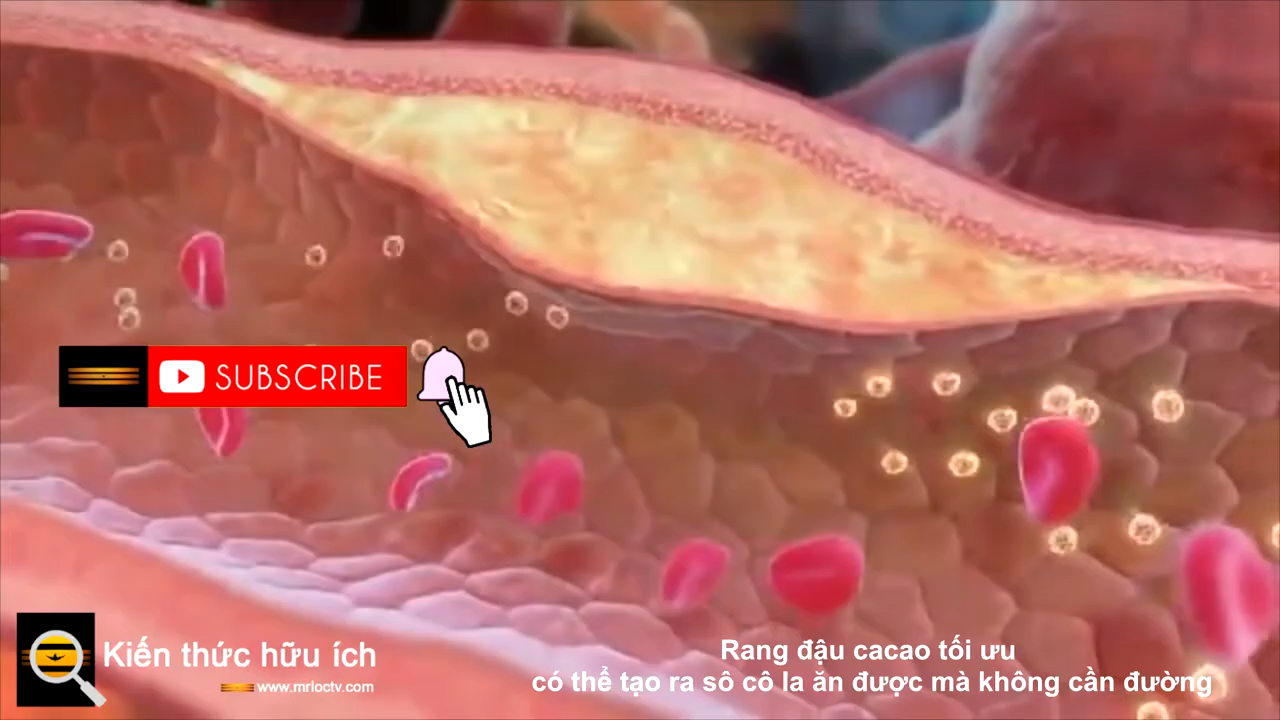 SUBSCRIBE
Kiến thức hữu ích
www.mrloctv.com
Rang đậu cacao tối ưu
có thể tạo ra sô cô la ăn được mà không cần đường